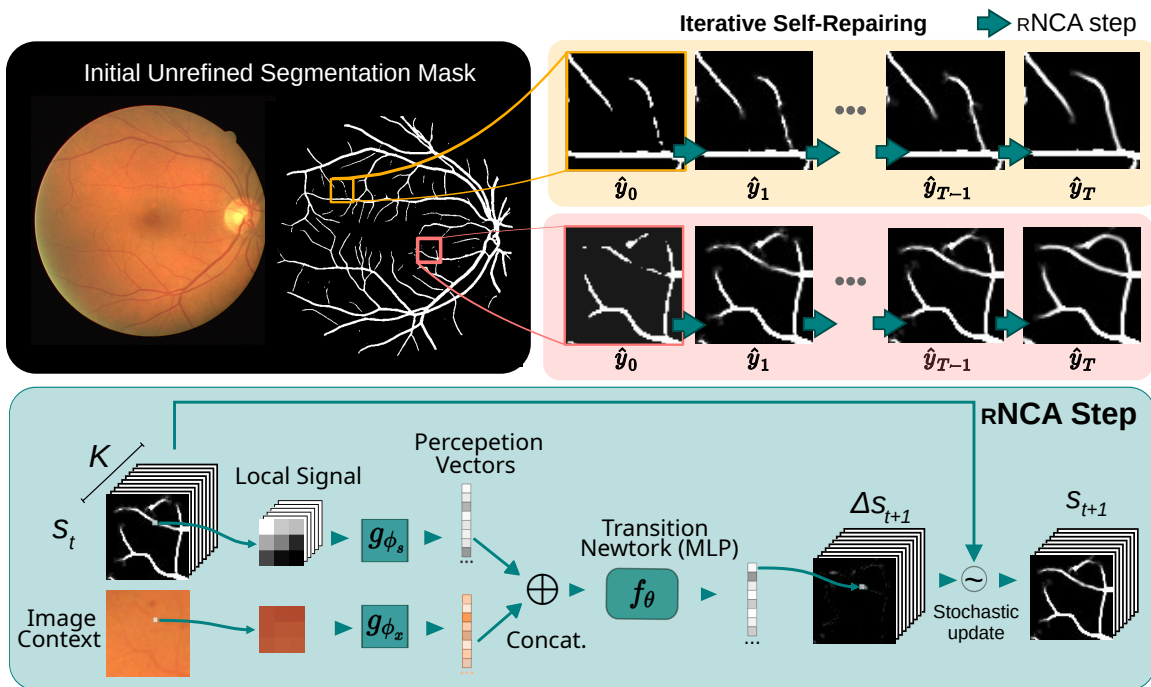 Iterative Self-Repairing
RNCA step
Initial Unrefined Segmentation Mask
ŷ0 ŷ1 ŷT−1 ŷT
ŷ0 ŷ1 ŷT−1 ŷT
RNCA Step
K
Local Signal
Percepetion
Vectors
St
gϕs
...
Transition
Newtork (MLP)
fθ
...
ΔSt+1
St+1
~
Stochastic
update
Image
Context
gϕx
...
⊕
Concat.